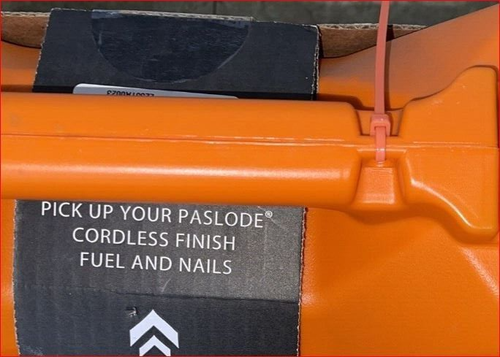 PICK UP YOUR PASLODE®
CORDLESS FINISH
FUEL AND NAILS